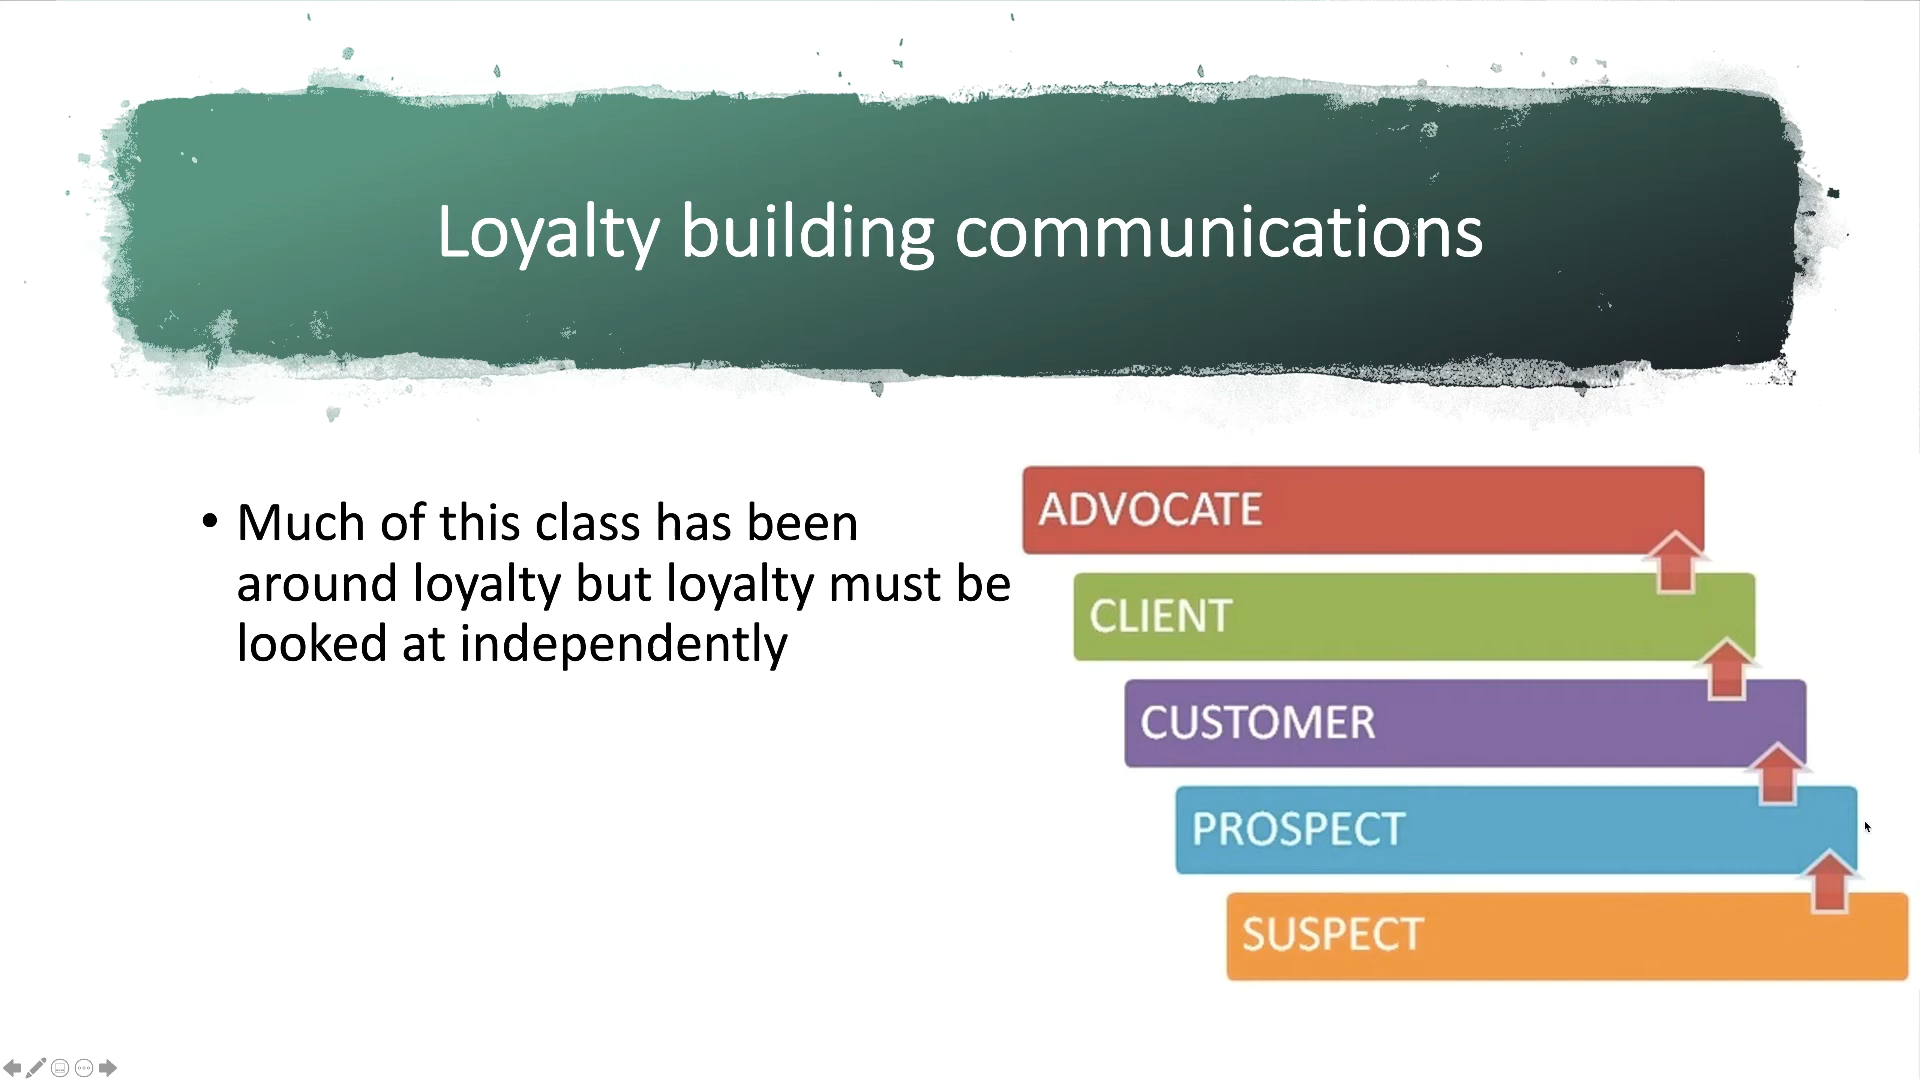 Loyalty building communications
• Much of this class has been
around loyalty but loyalty must be
looked at independently
ADVOCATE
CLIENT
CUSTOMER
PROSPECT
SUSPECT